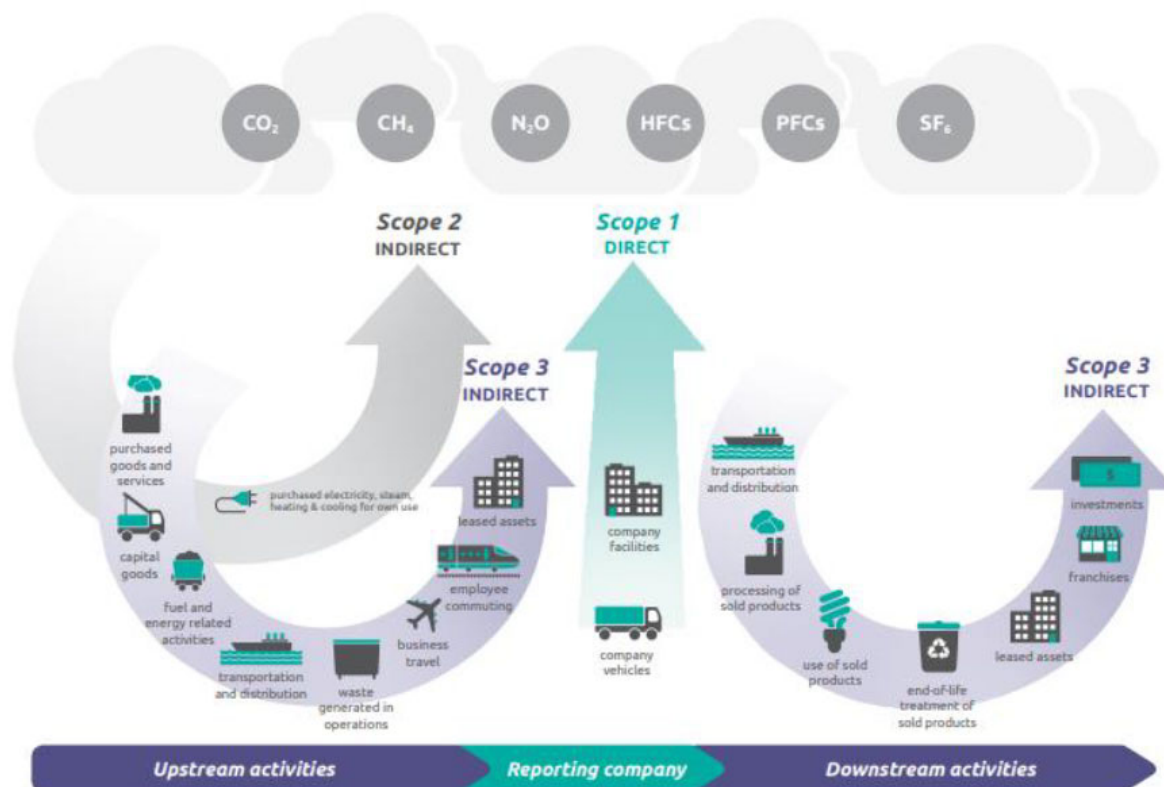 CO₂
CH₄
N₂O
HFCs
PFCs
SF₆
Scope 2
INDIRECT
Scope 1
DIRECT
Scope 3
INDIRECT
Scope 3
INDIRECT
purchased
goods and
services
capital
goods
fuel and
energy related
activities
purchased electricity, steam,
heating & cooling for own use
transportation
and distribution
waste
generated in
operations
business
travel
employee
commuting
leased assets
company
facilities
company
vehicles
transportation
and distribution
processing of
sold products
use of sold
products
end-of-life
treatment of
sold products
leased assets
franchises
$
investments
Upstream activities
Reporting company
Downstream activities